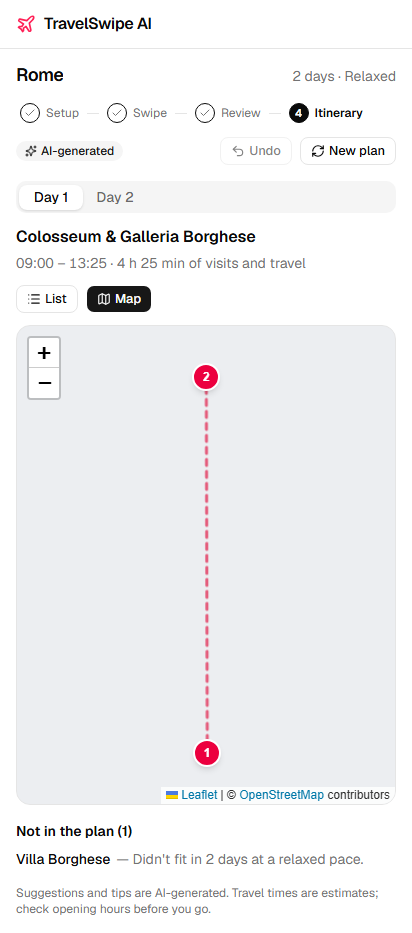 TravelSwipe AI
Rome
2 days · Relaxed
Setup
Swipe
Review
4 Itinerary
AI-generated
Undo
New plan
Day 1
Day 2
Colosseum & Galleria Borghese
09:00 – 13:25 · 4 h 25 min of visits and travel
List
Map
+
−
2
1
Leaflet | © OpenStreetMap contributors
Not in the plan (1)
Villa Borghese — Didn't fit in 2 days at a relaxed pace.
Suggestions and tips are AI-generated. Travel times are estimates;
check opening hours before you go.